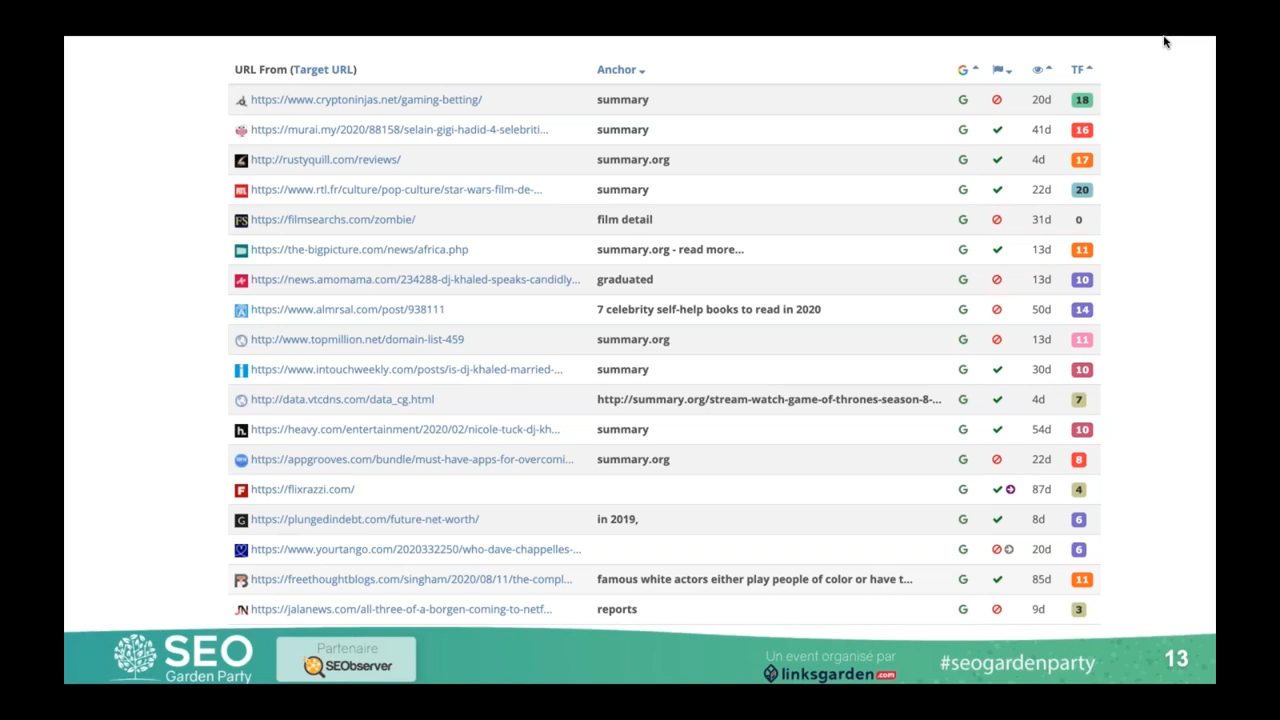 URL From (Target URL) Anchor G TF
https://www.cryptoninjas.net/gaming-betting/ summary G 20d 18
https://murai.my/2020/88158/selain-gigi-hadid-4-selebriti... summary G 41d 16
http://rustyquill.com/reviews/ summary.org G 4d 17
RTL https://www.rtl.fr/culture/pop-culture/star-wars-film-de-... summary G 22d 20
FS https://filmsearchs.com/zombie/ film detail G 31d 0
https://the-bigpicture.com/news/africa.php summary.org - read more... G 13d 11
https://news.amomama.com/234288-dj-khaled-speaks-candidly... graduated G 13d 10
https://www.almrsal.com/post/938111 7 celebrity self-help books to read in 2020 G 50d 14
http://www.topmillion.net/domain-list-459 summary.org G 13d 11
https://www.intouchweekly.com/posts/is-dj-khaled-married-... summary G 30d 10
http://data.vtcdns.com/data_cg.html http://summary.org/stream-watch-game-of-thrones-season-8-... G 4d 7
h. https://heavy.com/entertainment/2020/02/nicole-tuck-dj-kh... summary G 54d 10
https://appgrooves.com/bundle/must-have-apps-for-overcomi... summary.org G 22d 8
F https://flixrazzi.com/ G 87d 4
G https://plungedindebt.com/future-net-worth/ in 2019, G 8d 6
https://www.yourtango.com/2020332250/who-dave-chappelles-... G 20d 6
https://freethoughtblogs.com/singham/2020/08/11/the-compl... famous white actors either play people of color or have t... G 85d 11
JN https://jalanews.com/all-three-of-a-borgen-coming-to-netf... reports G 9d 3
SEO
Garden Party
Partenaire
SEObserver
Un event organisé par
linksgarden.com
#seogardenparty
13